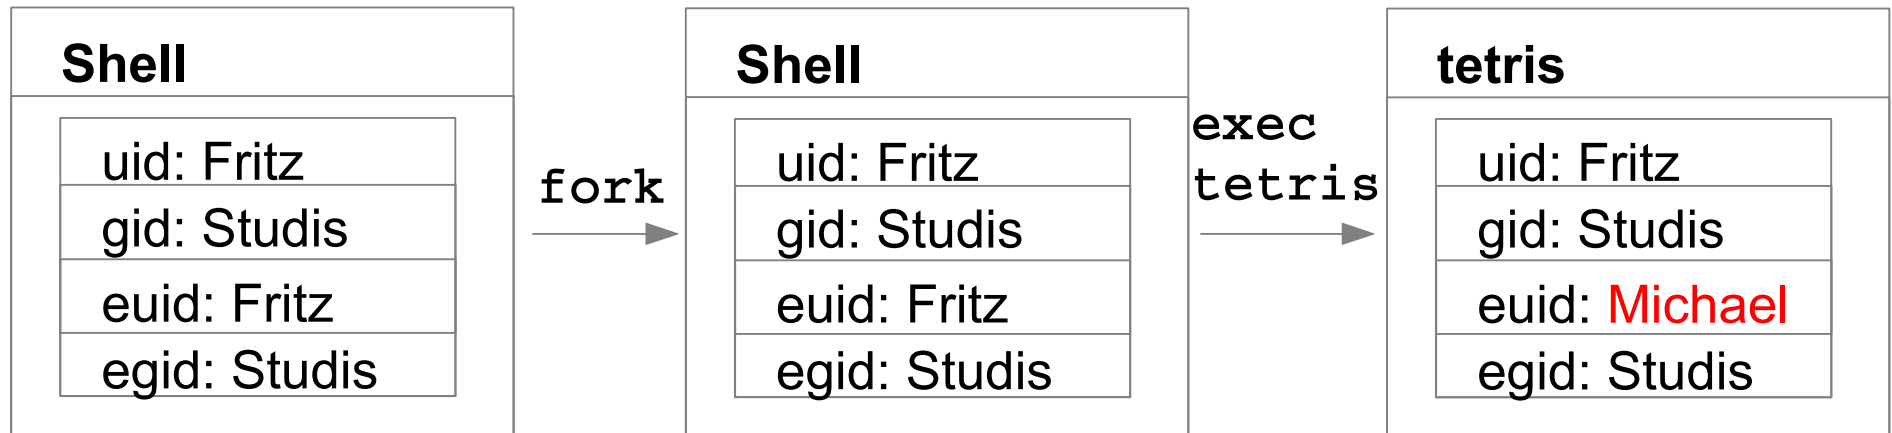 Shell
uid: Fritz
gid: Studis
euid: Fritz
egid: Studis
fork
Shell
uid: Fritz
gid: Studis
euid: Fritz
egid: Studis
exec
tetris
tetris
uid: Fritz
gid: Studis
euid: Michael
egid: Studis